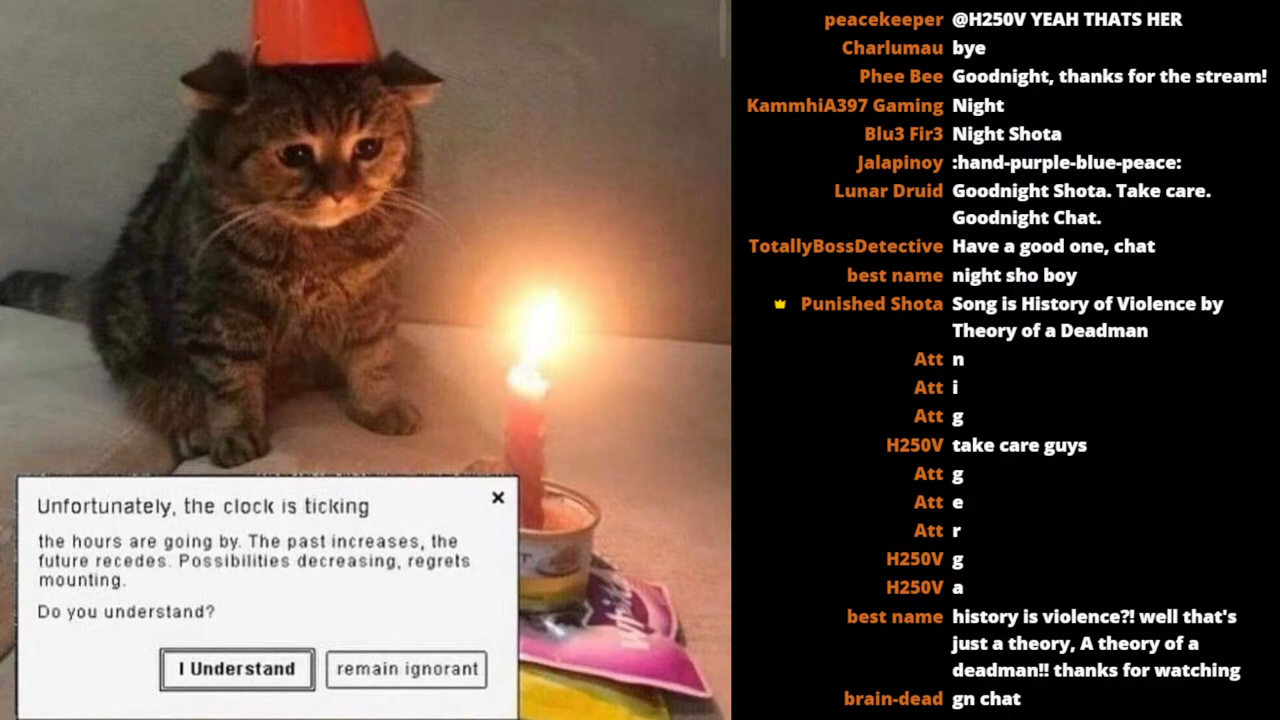 Unfortunately, the clock is ticking
the hours are going by. The past increases, the
future recedes. Possibilities decreasing, regrets
mounting.
Do you understand?
I Understand
remain ignorant
peacekeeper @H250V YEAH THATS HER
Charlumau bye
Phee Bee Goodnight, thanks for the stream!
KammhiA397 Gaming Night
Blu3 Fir3 Night Shota
Jalapinoy :hand-purple-blue-peace:
Lunar Druid Goodnight Shota. Take care.
Goodnight Chat.
TotallyBossDetective Have a good one, chat
best name night sho boy
Punished Shota Song is History of Violence by
Theory of a Deadman
Att n
Att i
Att g
H250V take care guys
Att g
Att e
Att r
H250V g
H250V a
best name history is violence?! well that's
just a theory, A theory of a
deadman!! thanks for watching
brain-dead gn chat